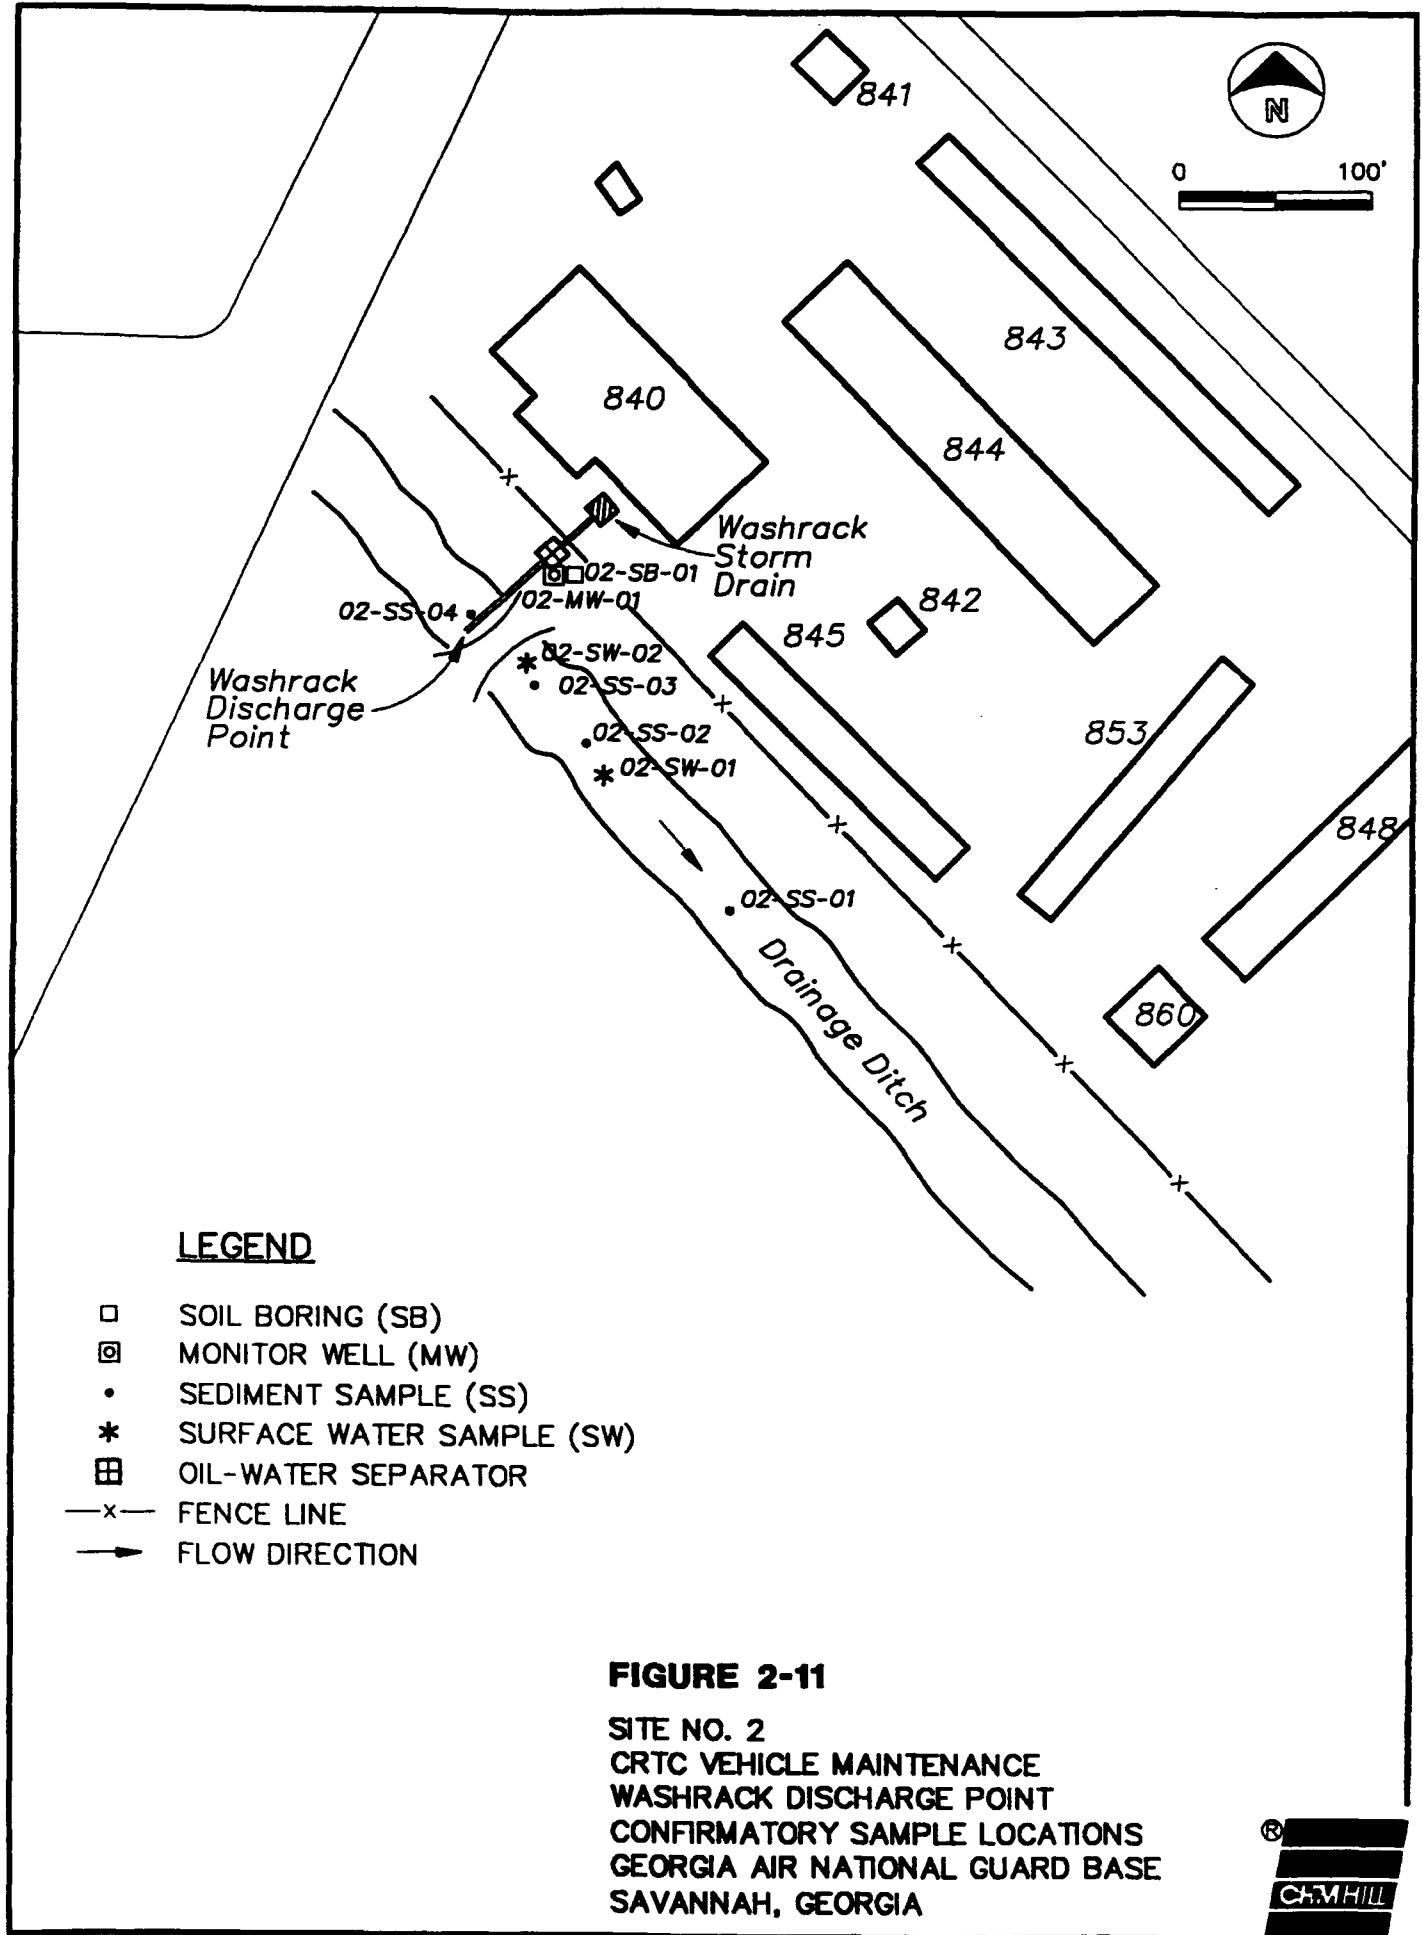 841
N
0 100'
843
840
844
Washrack
Storm
Drain
02-SB-01
02-MW-01
02-SS-04
842
845
02-SW-02
02-SS-03
Washrack
Discharge
Point
02-SS-02
02-SW-01
853
848
02-SS-01
Drainage Ditch
860
LEGEND
SOIL BORING (SB)
MONITOR WELL (MW)
SEDIMENT SAMPLE (SS)
SURFACE WATER SAMPLE (SW)
OIL-WATER SEPARATOR
FENCE LINE
FLOW DIRECTION
FIGURE 2-11
SITE NO. 2
CRTC VEHICLE MAINTENANCE
WASHRACK DISCHARGE POINT
CONFIRMATORY SAMPLE LOCATIONS
GEORGIA AIR NATIONAL GUARD BASE
SAVANNAH, GEORGIA
®
CH2M HILL